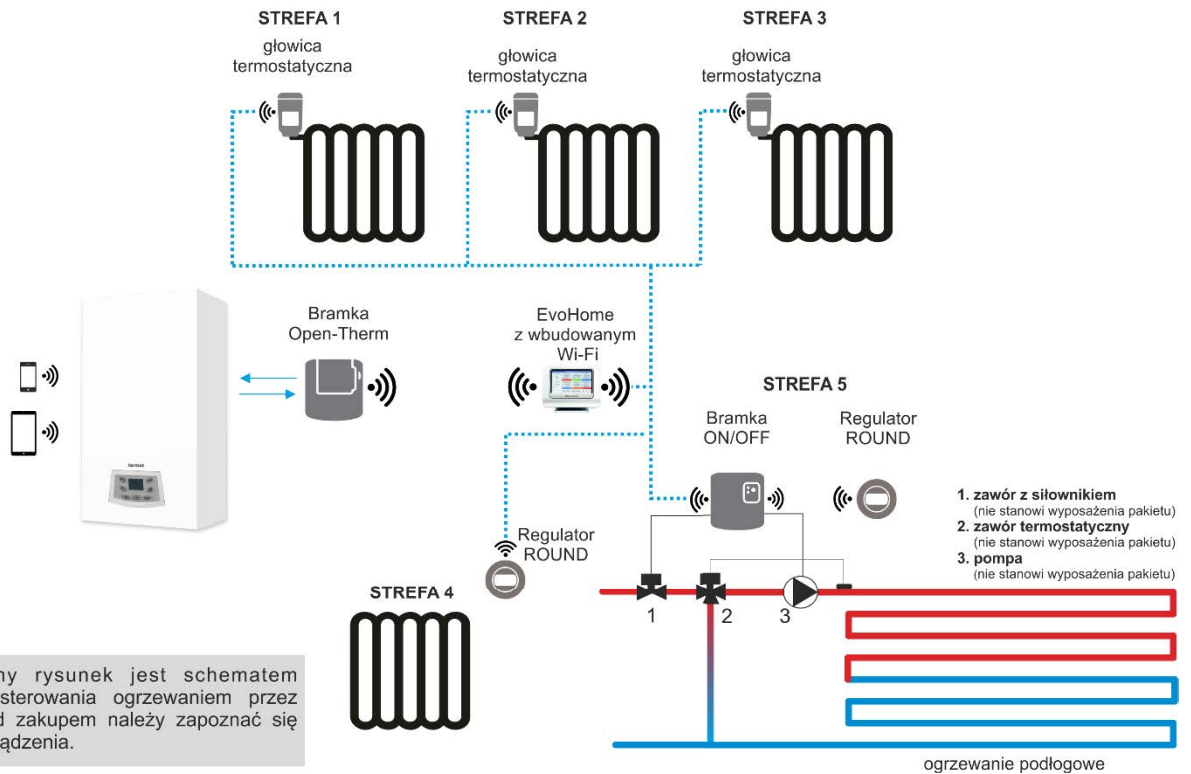 STREFA 1
głowica
termostatyczna
STREFA 2
głowica
termostatyczna
STREFA 3
głowica
termostatyczna
Bramka
Open-Therm
EvoHome
z wbudowanym
Wi-Fi
STREFA 5
Bramka
ON/OFF
Regulator
ROUND
Regulator
ROUND
STREFA 4
1. zawór z siłownikiem
(nie stanowi wyposażenia pakietu)
2. zawór termostatyczny
(nie stanowi wyposażenia pakietu)
3. pompa
(nie stanowi wyposażenia pakietu)
1 2 3
ny rysunek jest schematem
sterowania ogrzewaniem przez
d zakupem należy zapoznać się
ądzenia.
ogrzewanie podłogowe